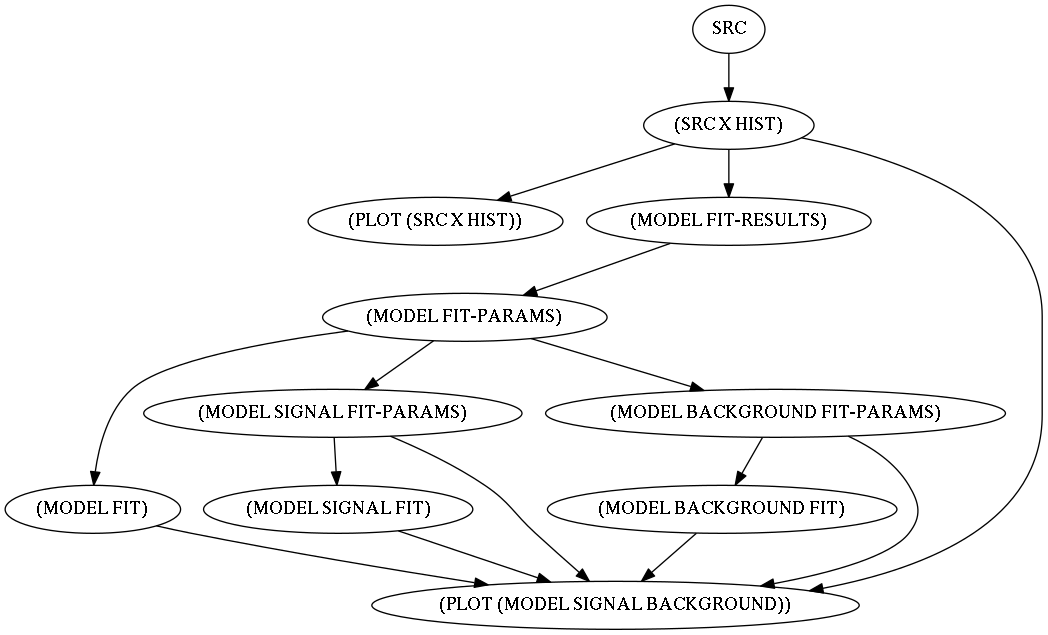 SRC
(SRC X HIST)
(PLOT (SRC X HIST))
(MODEL FIT-RESULTS)
(MODEL FIT-PARAMS)
(MODEL SIGNAL FIT-PARAMS)
(MODEL BACKGROUND FIT-PARAMS)
(MODEL FIT)
(MODEL SIGNAL FIT)
(MODEL BACKGROUND FIT)
(PLOT (MODEL SIGNAL BACKGROUND))